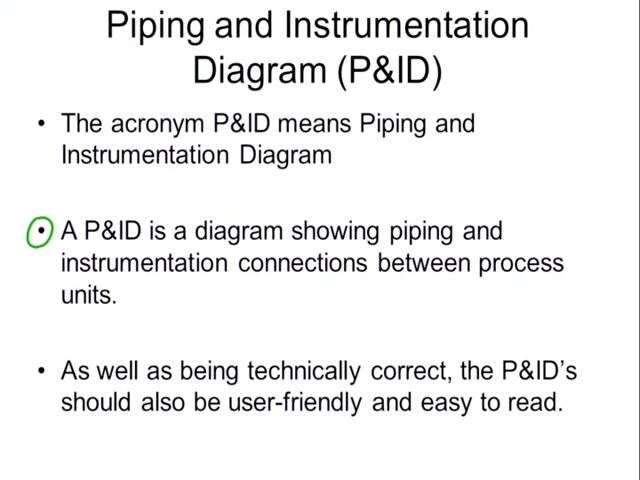 Piping and Instrumentation
Diagram (P&ID)
• The acronym P&ID means Piping and
Instrumentation Diagram
• A P&ID is a diagram showing piping and
instrumentation connections between process
units.
• As well as being technically correct, the P&ID's
should also be user-friendly and easy to read.